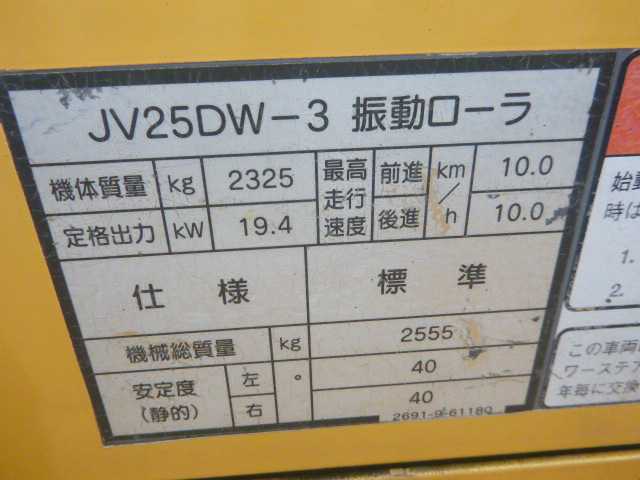 JV25DW-3 振動ローラ
機体質量 kg 2325 最高走行速度 前進 km/h 10.0
定格出力 kW 19.4 後進 10.0
仕様 標準
機械総質量 kg 2555
安定度(静的) 左 ° 40
右 40
2691-9-61180
始動
時は
1.
2.
この車両に
ワーステア
年毎に交換